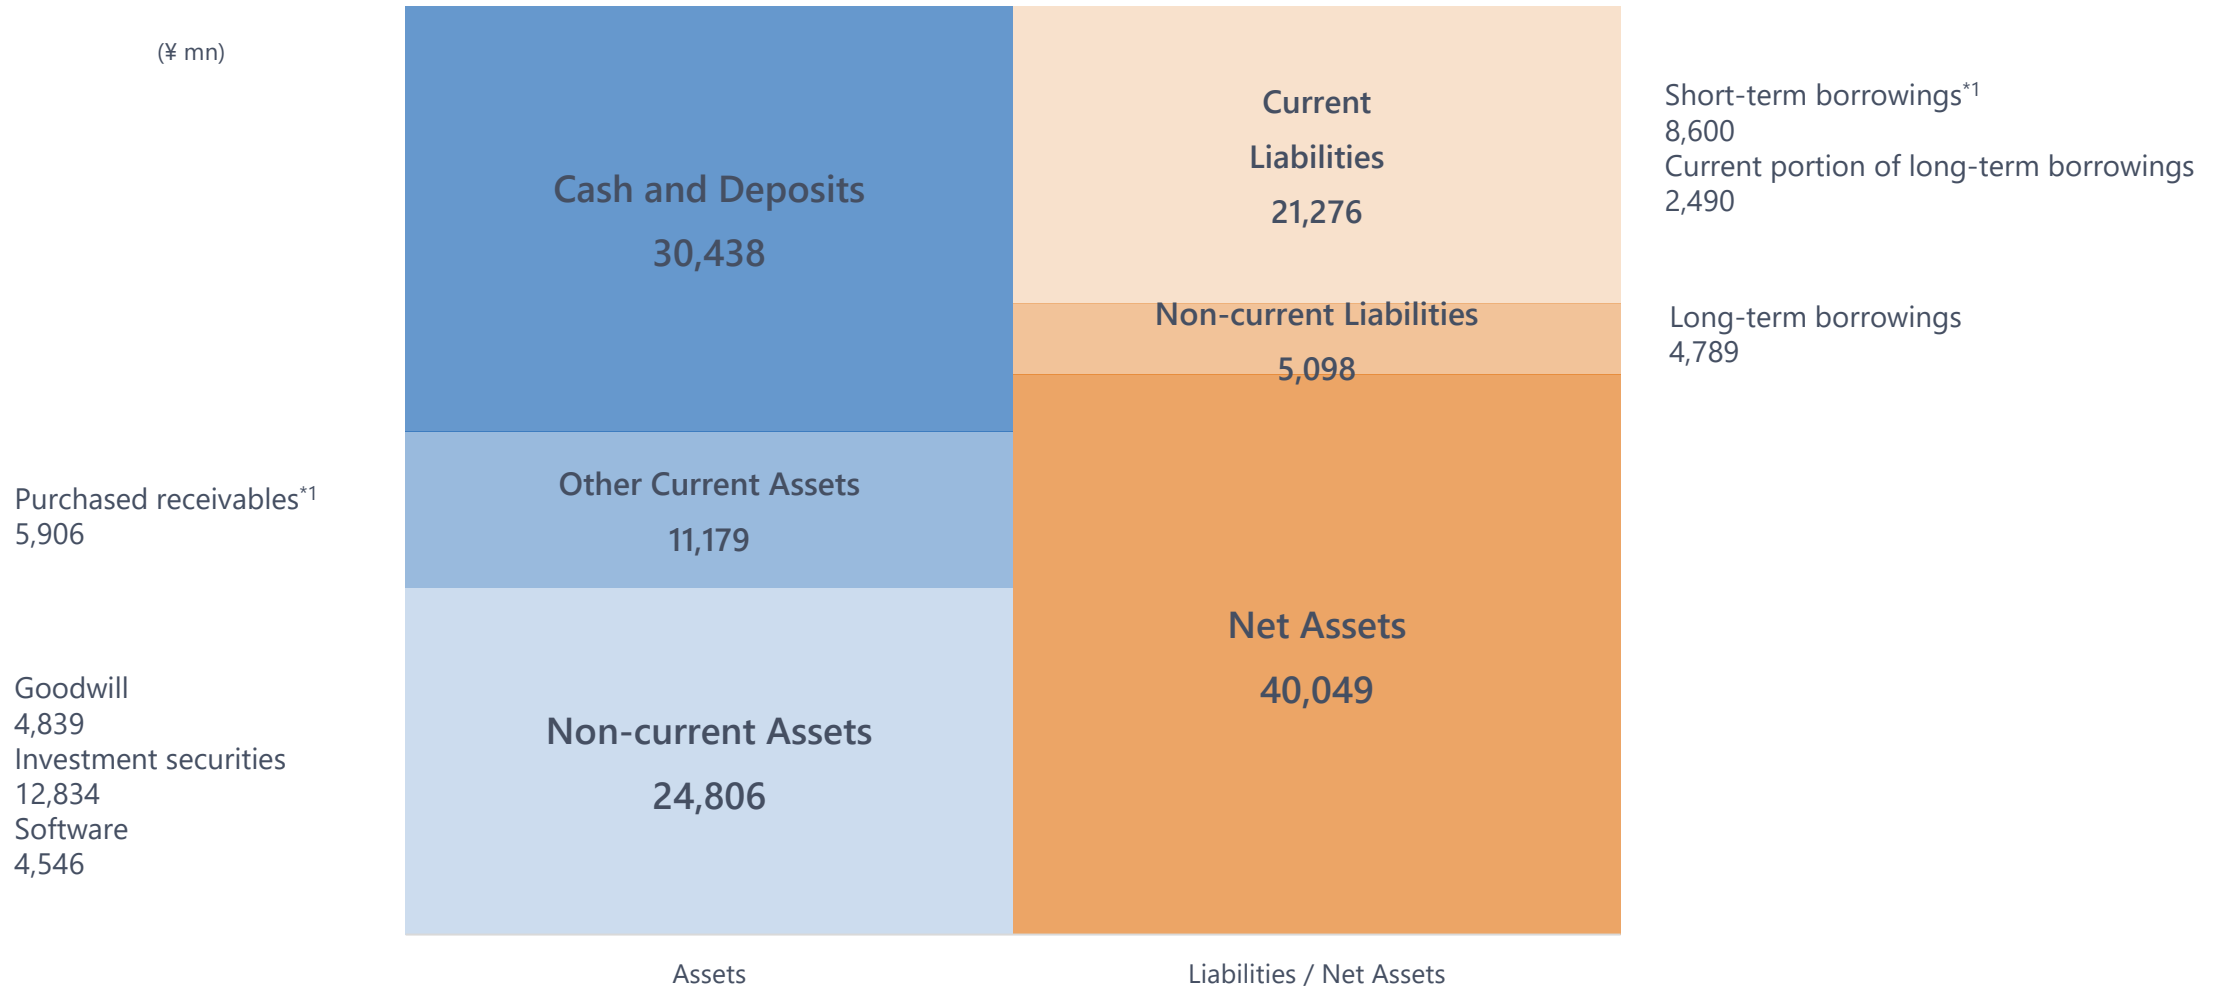 (¥ mn)
Purchased receivables*1
5,906
Goodwill
4,839
Investment securities
12,834
Software
4,546
Cash and Deposits
30,438
Other Current Assets
11,179
Non-current Assets
24,806
Current
Liabilities
21,276
Non-current Liabilities
5,098
Net Assets
40,049
Short-term borrowings*1
8,600
Current portion of long-term borrowings
2,490
Long-term borrowings
4,789
Assets
Liabilities / Net Assets